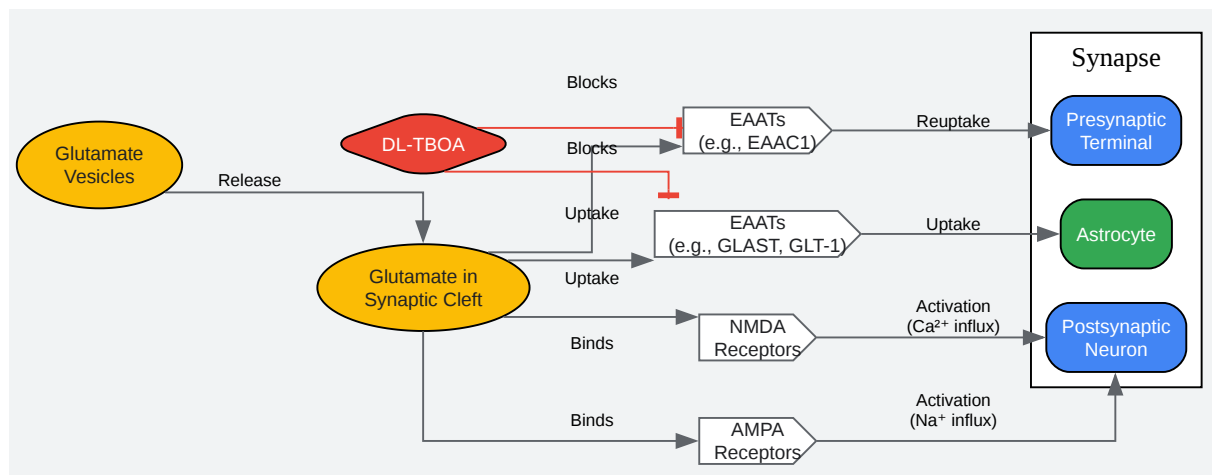 Synapse
Blocks
EAATs
(e.g., EAAC1)
Reuptake
Presynaptic
Terminal
DL-TBOA
Blocks
Glutamate
Vesicles
Release
Uptake
EAATs
(e.g., GLAST, GLT-1)
Uptake
Astrocyte
Glutamate in
Synaptic Cleft
Uptake
Binds
NMDA
Receptors
Activation
(Ca²⁺ influx)
Postsynaptic
Neuron
Binds
AMPA
Receptors
Activation
(Na⁺ influx)